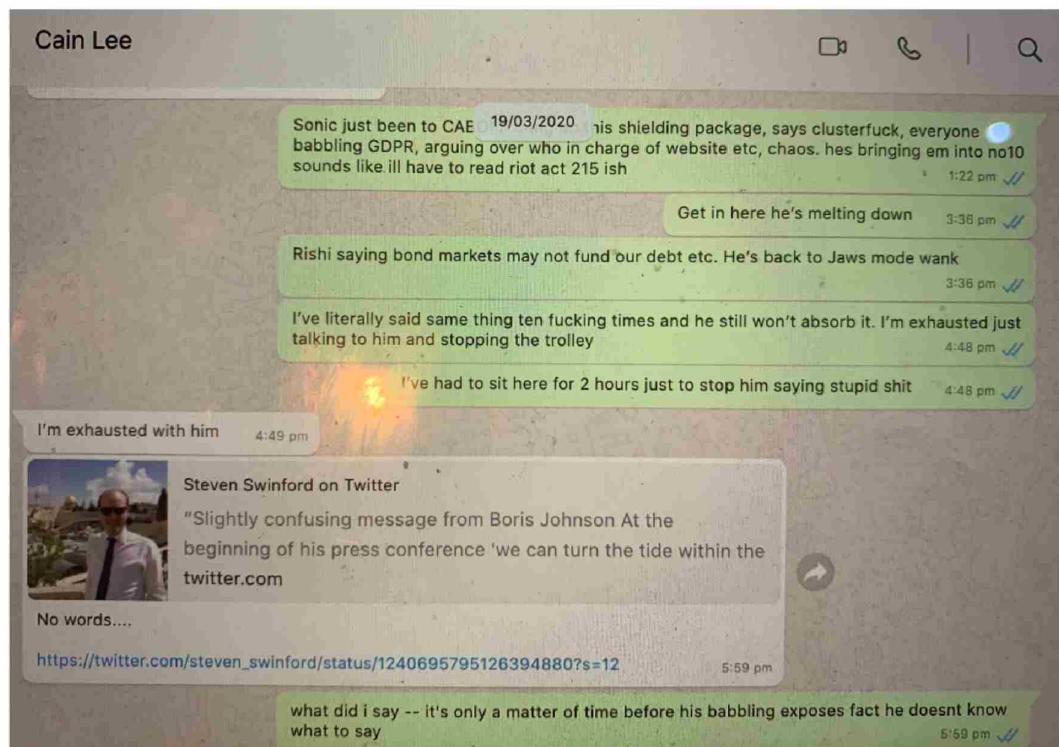 Cain Lee
19/03/2020
Sonic just been to CAB his shielding package, says clusterfuck, everyone
babbling GDPR, arguing over who in charge of website etc, chaos. hes bringing em into no10
sounds like ill have to read riot act 215 ish
1:22 pm
Get in here he's melting down 3:36 pm
Rishi saying bond markets may not fund our debt etc. He's back to Jaws mode wank
3:36 pm
I've literally said same thing ten fucking times and he still won't absorb it. I'm exhausted just
talking to him and stopping the trolley
4:48 pm
I've had to sit here for 2 hours just to stop him saying stupid shit 4:48 pm
I'm exhausted with him 4:49 pm
Steven Swinford on Twitter
"Slightly confusing message from Boris Johnson At the
beginning of his press conference 'we can turn the tide within the
twitter.com
No words....
https://twitter.com/steven_swinford/status/1240695795126394880?s=12
5:59 pm
what did i say -- it's only a matter of time before his babbling exposes fact he doesnt know
what to say
5:59 pm